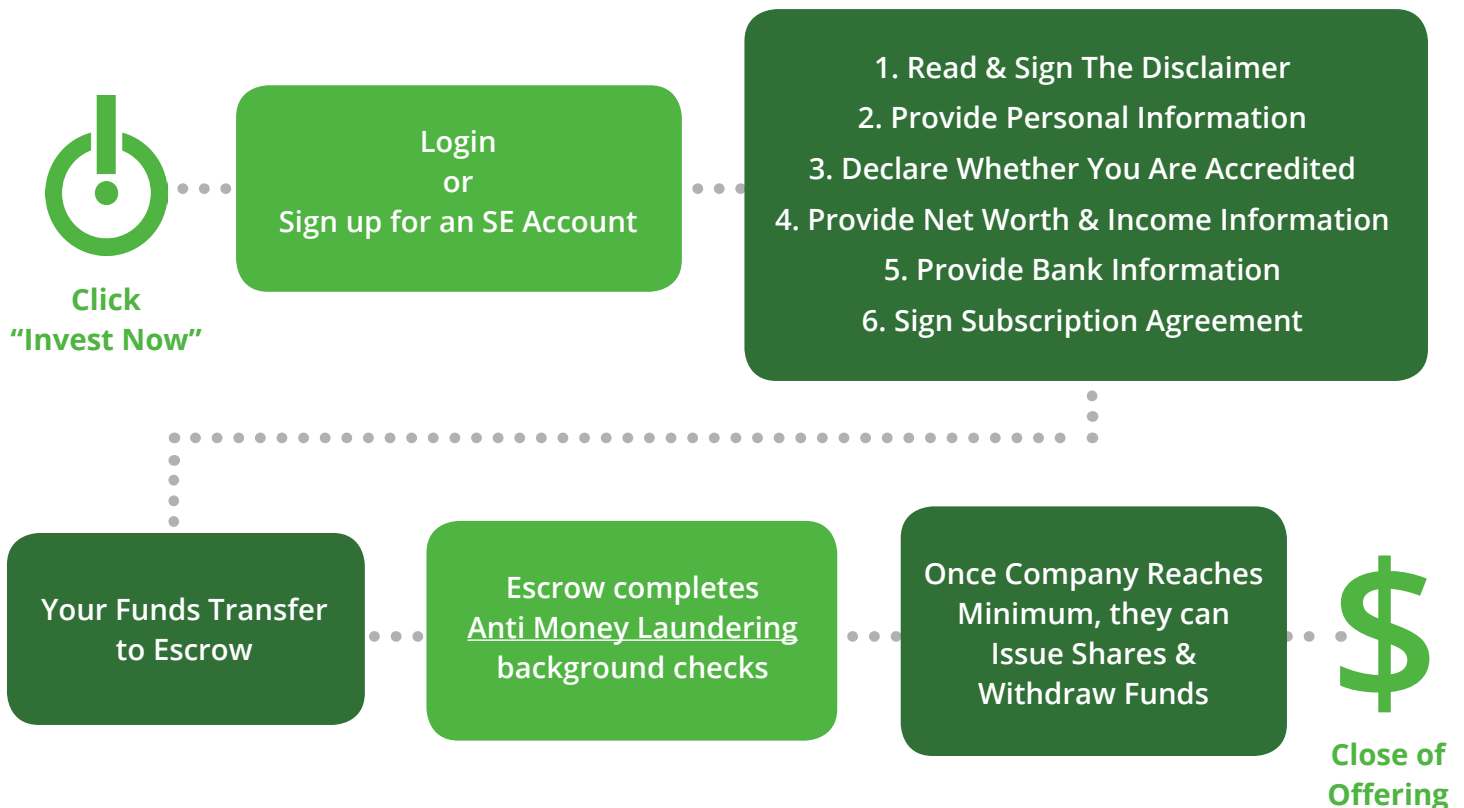 Click
“Invest Now”
Login
or
Sign up for an SE Account
1. Read & Sign The Disclaimer
2. Provide Personal Information
3. Declare Whether You Are Accredited
4. Provide Net Worth & Income Information
5. Provide Bank Information
6. Sign Subscription Agreement
Your Funds Transfer
to Escrow
Escrow completes
Anti Money Laundering
background checks
Once Company Reaches
Minimum, they can
Issue Shares &
Withdraw Funds
$
Close of
Offering